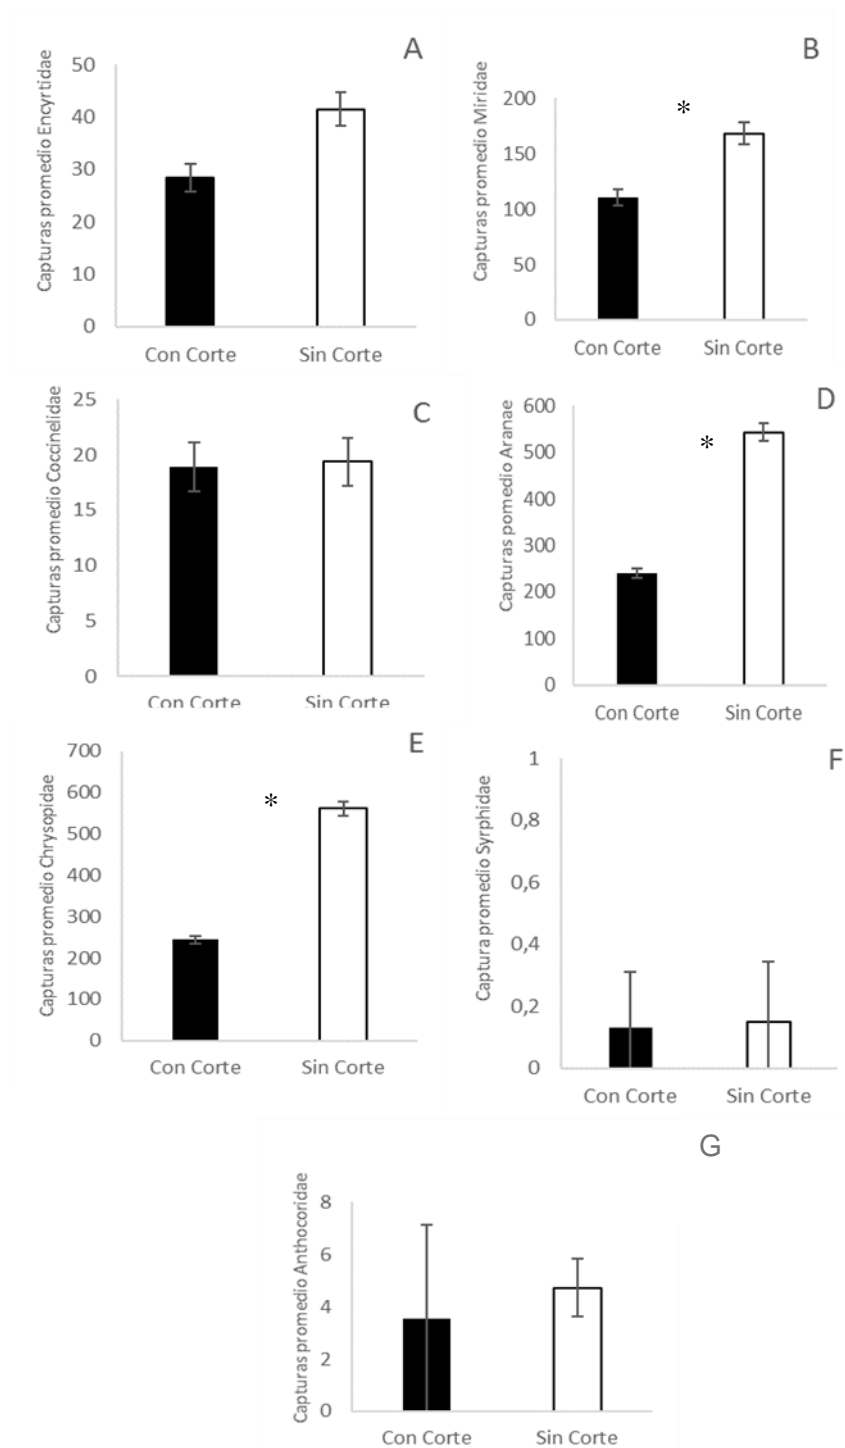 A
Capturas promedio Encyrtidae
50
40
30
20
10
0
Con Corte
Sin Corte
B
Capturas promedio Miridae
200
150
100
50
0
*
Con Corte
Sin Corte
C
Capturas promedio Coccinelidae
25
20
15
10
5
0
Con Corte
Sin Corte
D
Capturas pomedio Aranae
600
500
400
300
200
100
0
*
Con Corte
Sin Corte
E
Capturas promedio Chrysopidae
700
600
500
400
300
200
100
0
*
Con Corte
Sin Corte
F
Captura promedio Syrphidae
1
0,8
0,6
0,4
0,2
0
Con Corte
Sin Corte
G
Capturas promedio Anthocoridae
8
6
4
2
0
Con Corte
Sin Corte